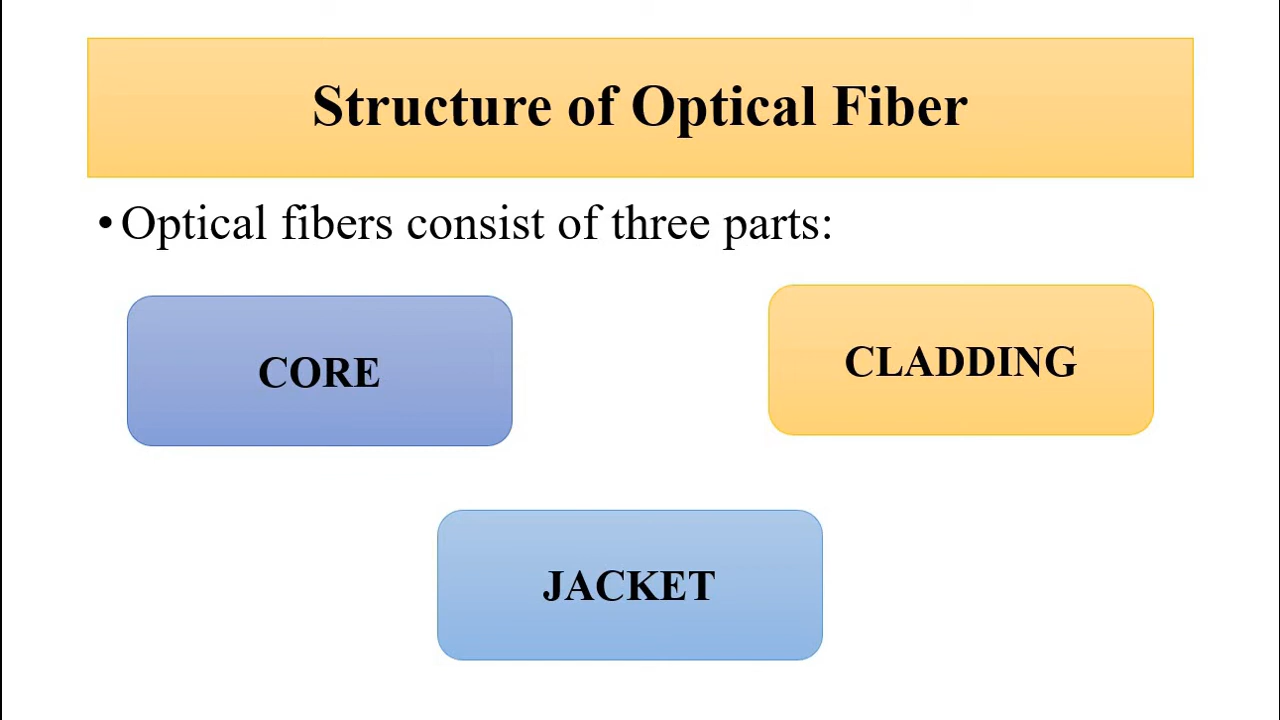 Structure of Optical Fiber
•Optical fibers consist of three parts:
CORE
CLADDING
JACKET